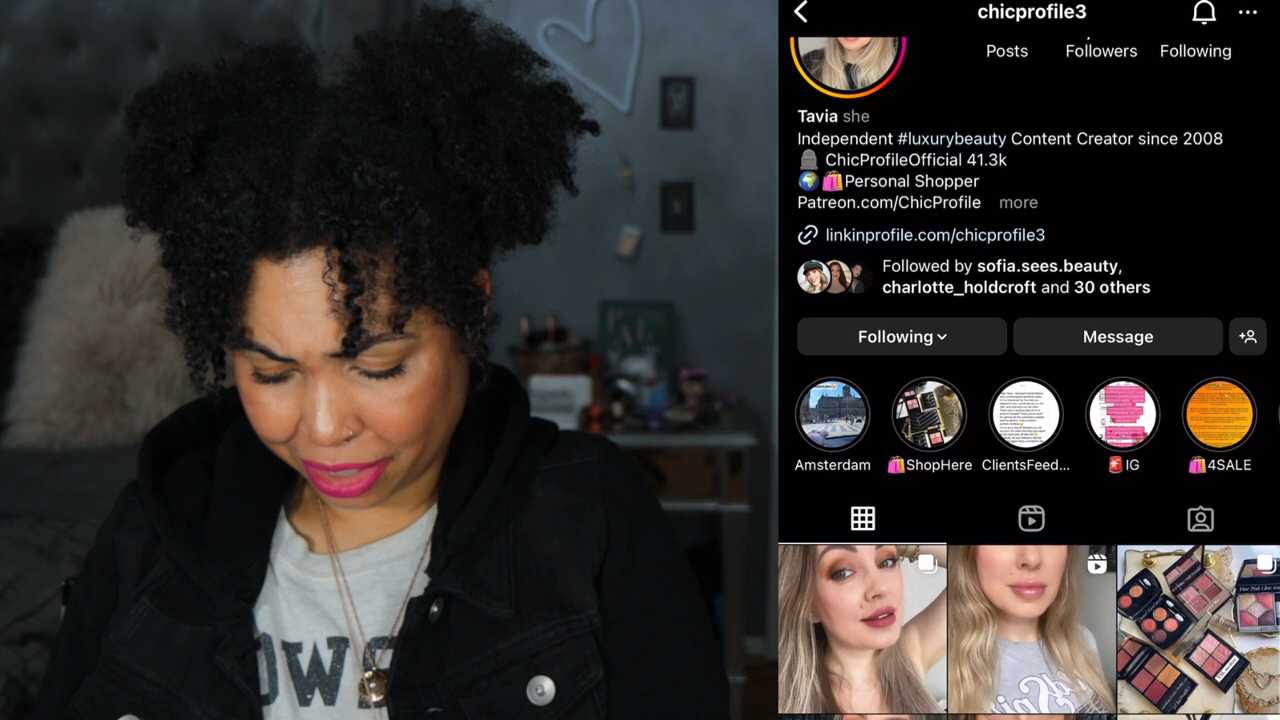 chicprofile3
Posts Followers Following
Tavia she
Independent #luxurybeauty Content Creator since 2008
🪦 ChicProfileOfficial 41.3k
🌍🛍️Personal Shopper
Patreon.com/ChicProfile more
linkinprofile.com/chicprofile3
Followed by sofia.sees.beauty,
charlotte_holdcroft and 30 others
Following Message
Amsterdam 🛍️ShopHere ClientsFeed... 🚨IG 🛍️4SALE
OWS